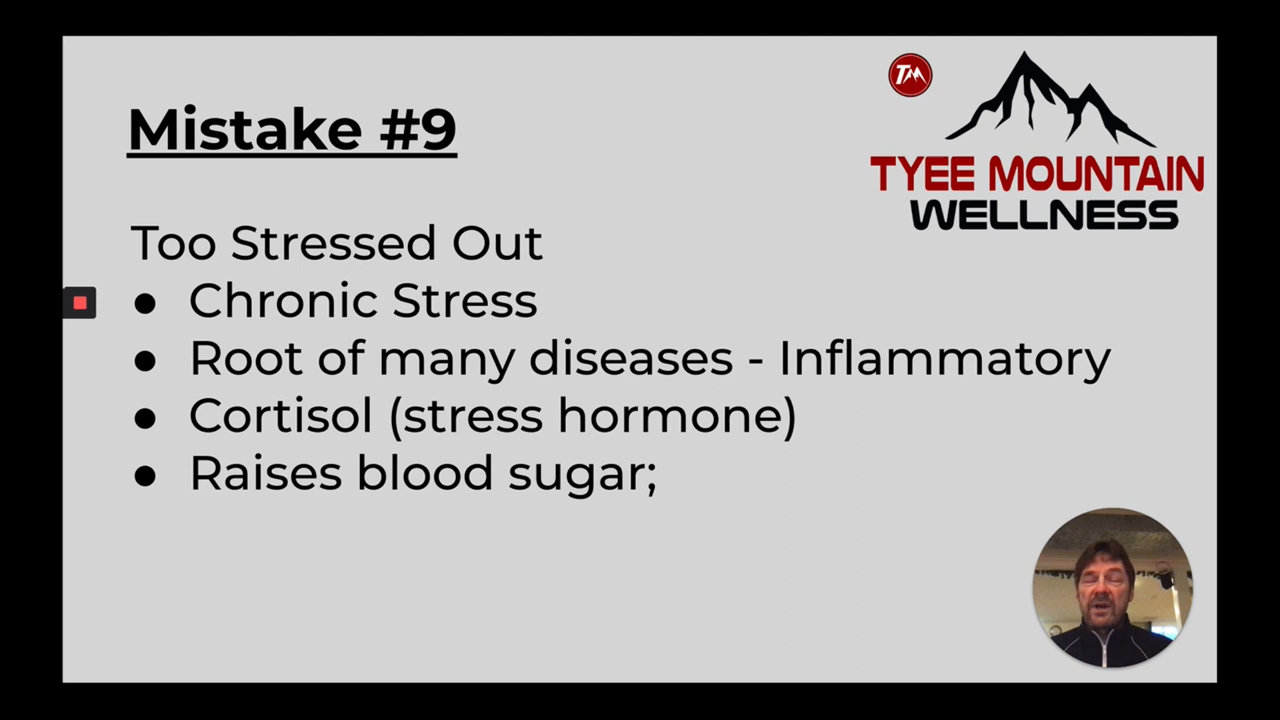 Mistake #9
TM
TYEE MOUNTAIN
WELLNESS
Too Stressed Out
● Chronic Stress
● Root of many diseases - Inflammatory
● Cortisol (stress hormone)
● Raises blood sugar;